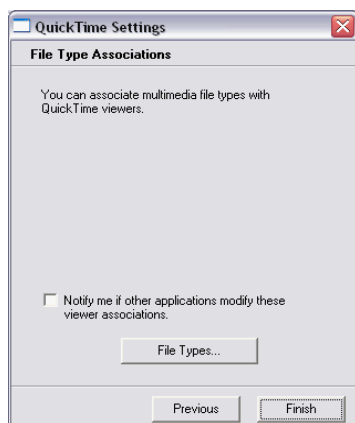 QuickTime Settings
File Type Associations
You can associate multimedia file types with
QuickTime viewers.
Notify me if other applications modify these
viewer associations.
File Types...
Previous
Finish